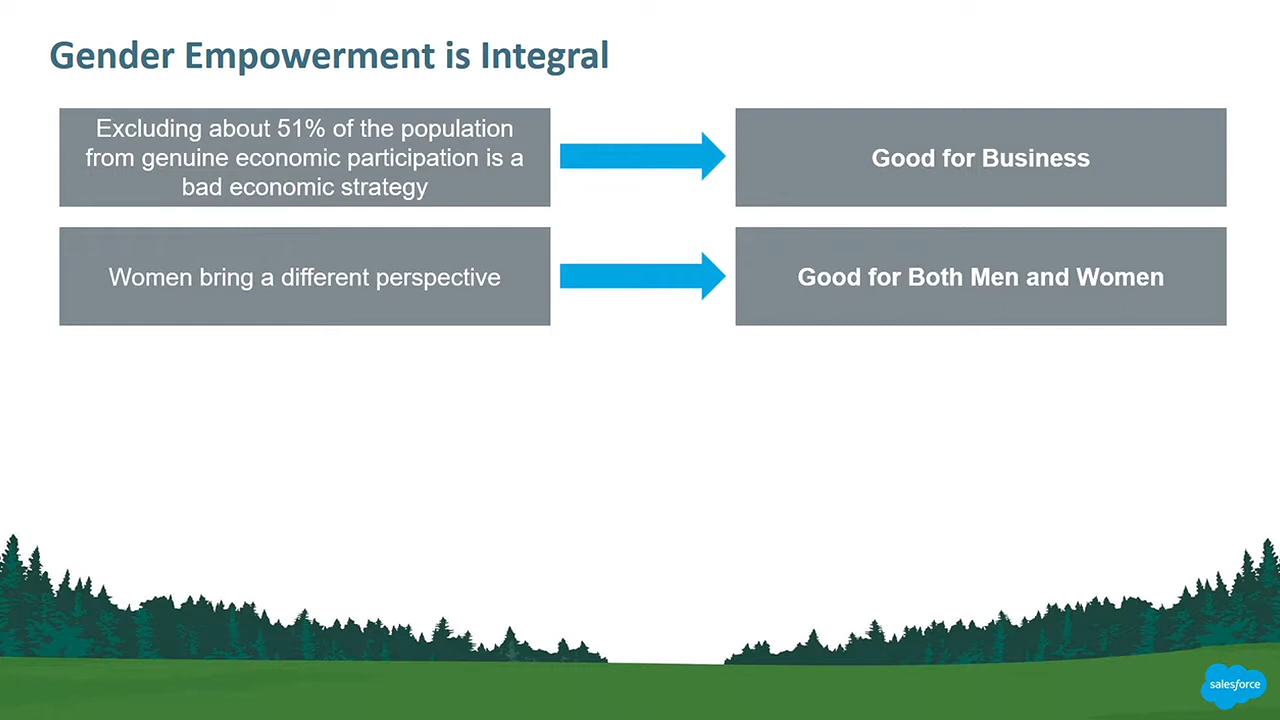 Gender Empowerment is Integral
Excluding about 51% of the population
from genuine economic participation is a
bad economic strategy
Good for Business
Women bring a different perspective
Good for Both Men and Women
salesforce